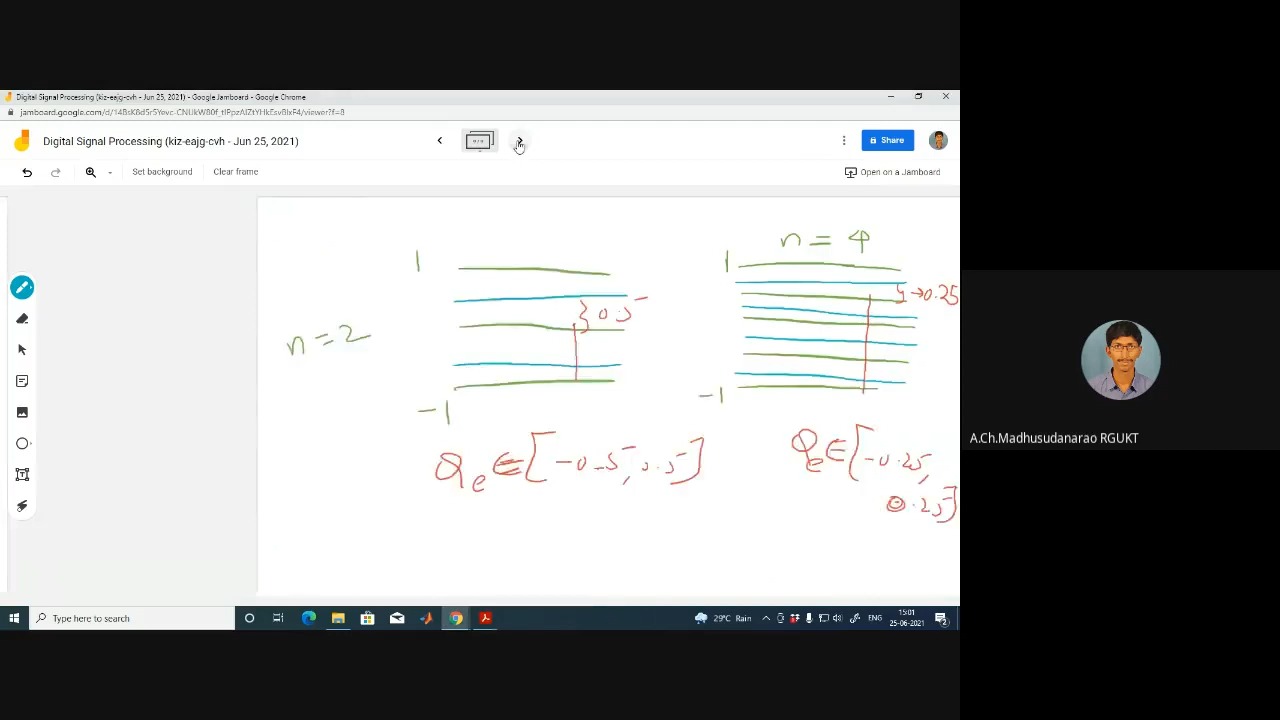 Digital Signal Processing (kiz-eajg-cvh - Jun 25, 2021) - Google Jamboard - Google Chrome
Digital Signal Processing (kiz-eajg-cvh - Jun 25, 2021)
Share
Set background
Clear frame
Open on a Jamboard
n = 4
1
1
→0.25
} 0.5
n = 2
-1
-1
Qe ∈ [-0.5, 0.5]
Qe ∈ [-0.25,
0.25]
A.Ch.Madhusudanarao RGUKT
Type here to search
29°C Rain
ENG
15:01
25-06-2021
2